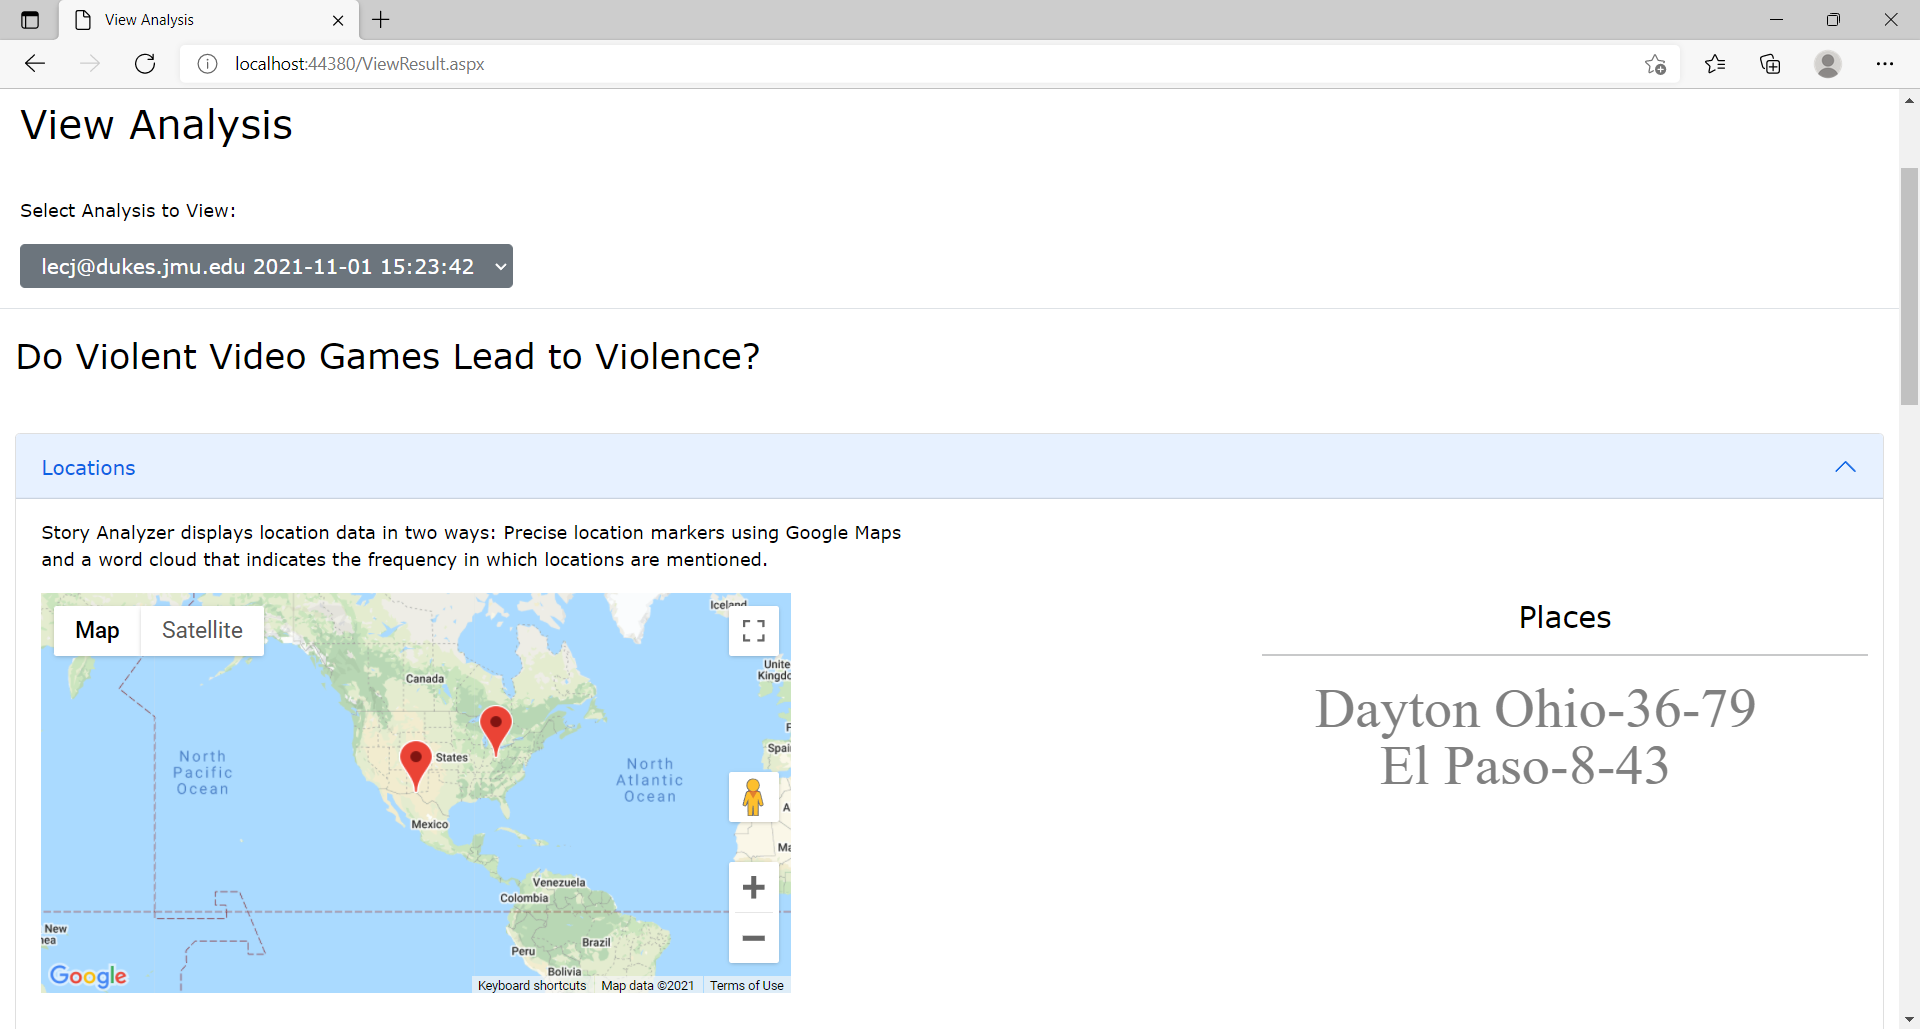 View Analysis
localhost:44380/ViewResult.aspx
View Analysis
Select Analysis to View:
lecj@dukes.jmu.edu 2021-11-01 15:23:42
Do Violent Video Games Lead to Violence?
Locations
Story Analyzer displays location data in two ways: Precise location markers using Google Maps
and a word cloud that indicates the frequency in which locations are mentioned.
Map
Satellite
Iceland
Unite
Kingdo
Canada
States
Spai
North
Pacific
Ocean
North
Atlantic
Ocean
Mexico
A
Ma
Venezuela
Colombia
New
nea
Peru
Brazil
Bolivia
Google
Keyboard shortcuts
Map data ©2021
Terms of Use
Places
Dayton Ohio-36-79
El Paso-8-43